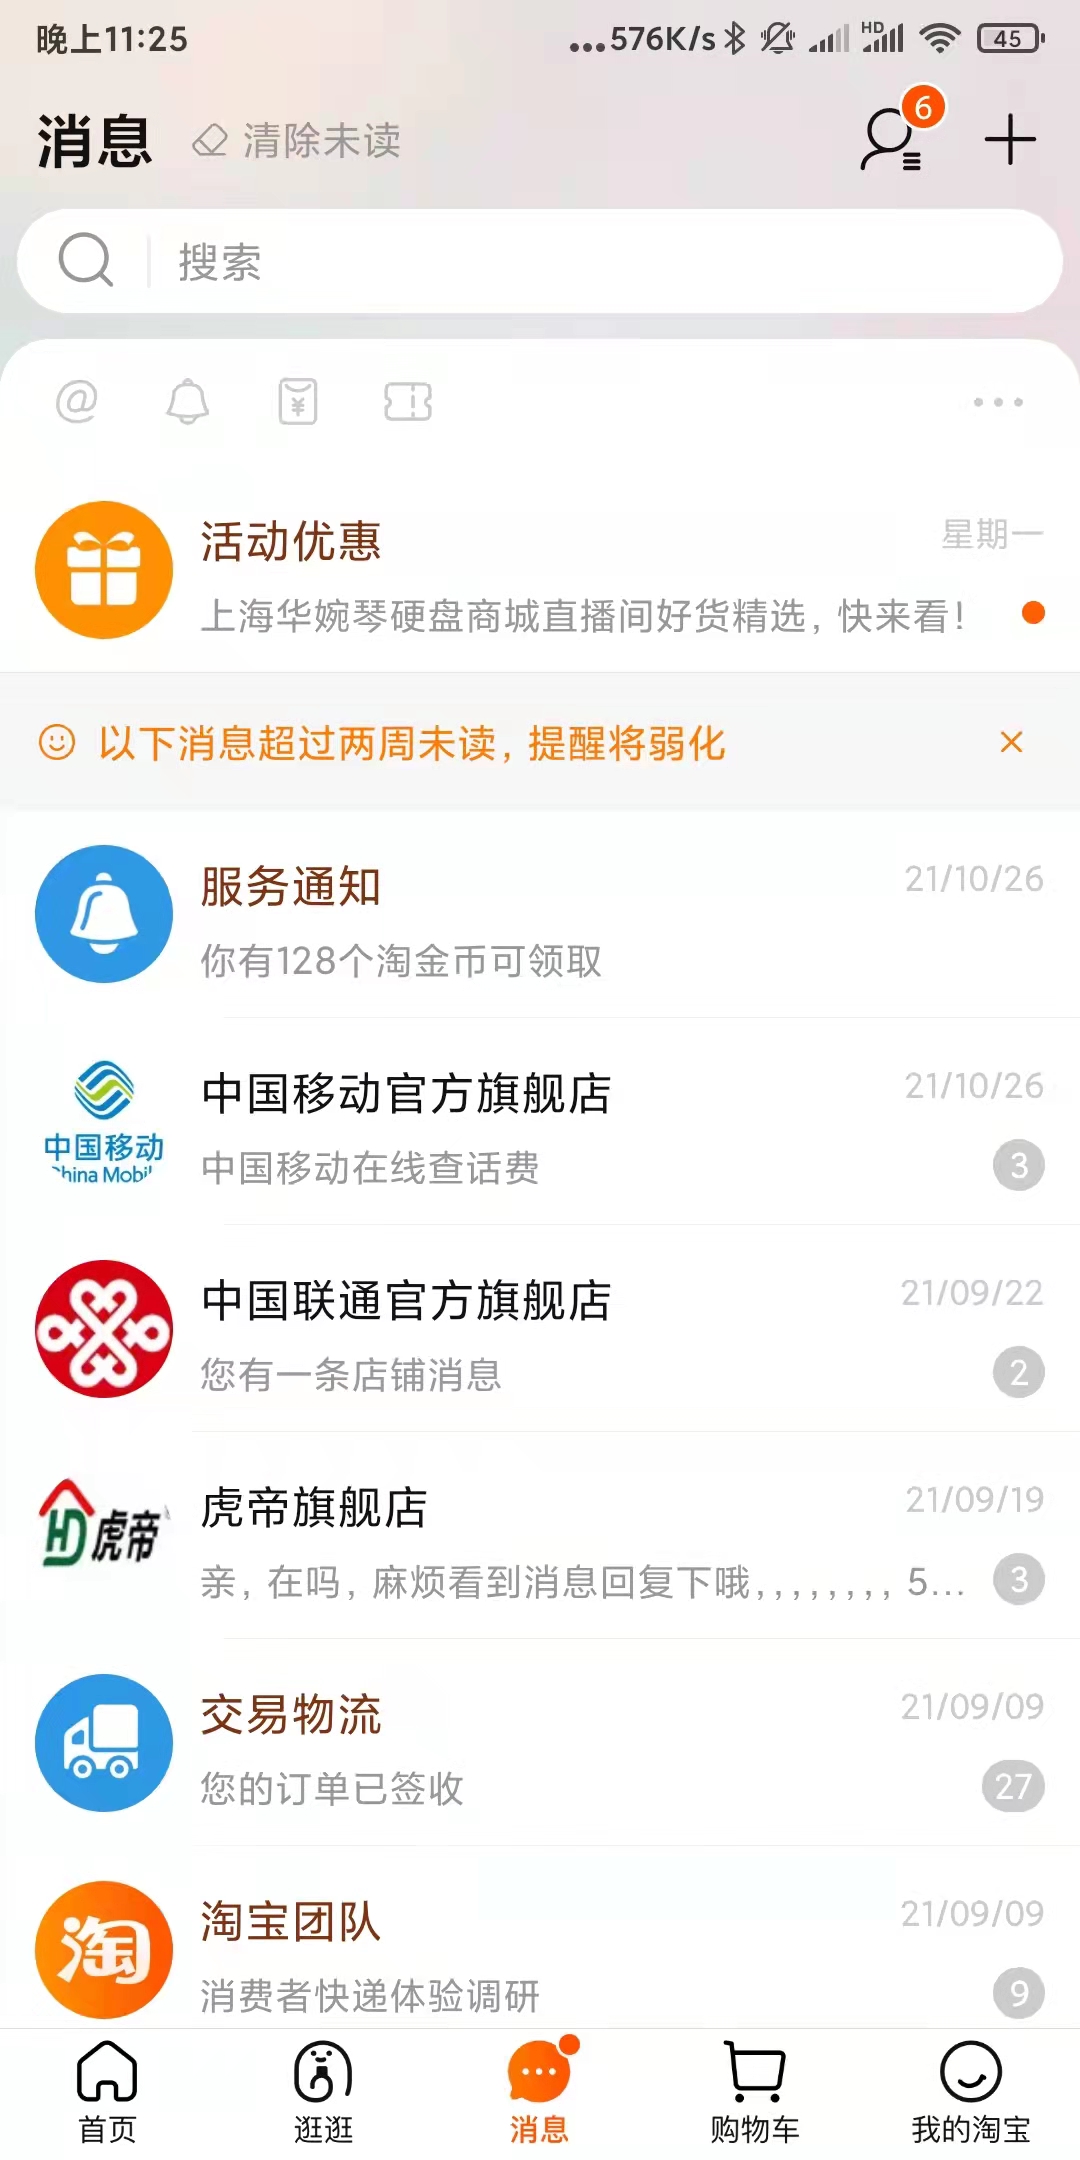 晚上11:25
...576K/s
HD
45
消息
清除未读
6
搜索
活动优惠
星期一
上海华婉琴硬盘商城直播间好货精选，快来看！
以下消息超过两周未读，提醒将弱化
服务通知
21/10/26
你有128个淘金币可领取
中国移动
China Mobil
中国移动官方旗舰店
21/10/26
中国移动在线查话费
3
中国联通官方旗舰店
21/09/22
您有一条店铺消息
2
HD虎帝
虎帝旗舰店
21/09/19
亲，在吗，麻烦看到消息回复下哦，，，，，，，，5...
3
交易物流
21/09/09
您的订单已签收
27
淘
淘宝团队
21/09/09
消费者快递体验调研
9
首页
逛逛
消息
购物车
我的淘宝